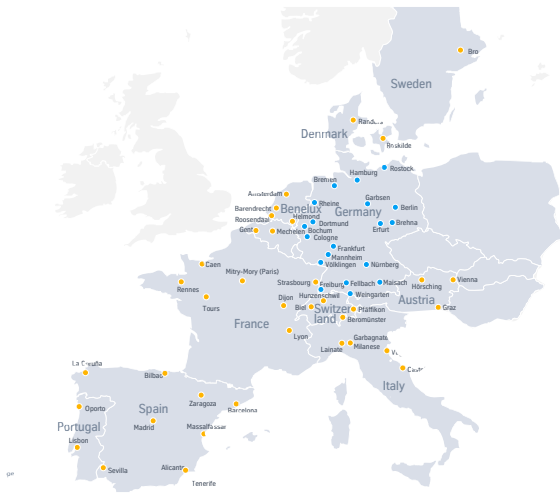 Bro
Sweden
Denmark
Hamburg
Rostock
Bremen
Garbsen
Amsterdam
Rheine
Berlin
Barendrecht
Benelux
Germany
Roosendaal
Helmond
Dortmund
Brehna
Gent
Mechelen
Bochum
Erfurt
Cologne
Frankfurt
Mannheim
Caen
Völklingen
Nürnberg
Mitry-Mory (Paris)
Strasbourg
Freiburg
Fellbach
Maisach
Hörsching
Vienna
Rennes
Hunzenschwil
Weingarten
Austria
Tours
Dijon
Biel
Switzer
land
Pfäffikon
Graz
Beromünster
France
Lyon
Garbagnate
Milanese
Lainate
La Coruña
Bilbao
Italy
Oporto
Spain
Zaragoza
Barcelona
Portugal
Madrid
Massalfassar
Lisbon
Sevilla
Alicante
Tenerife